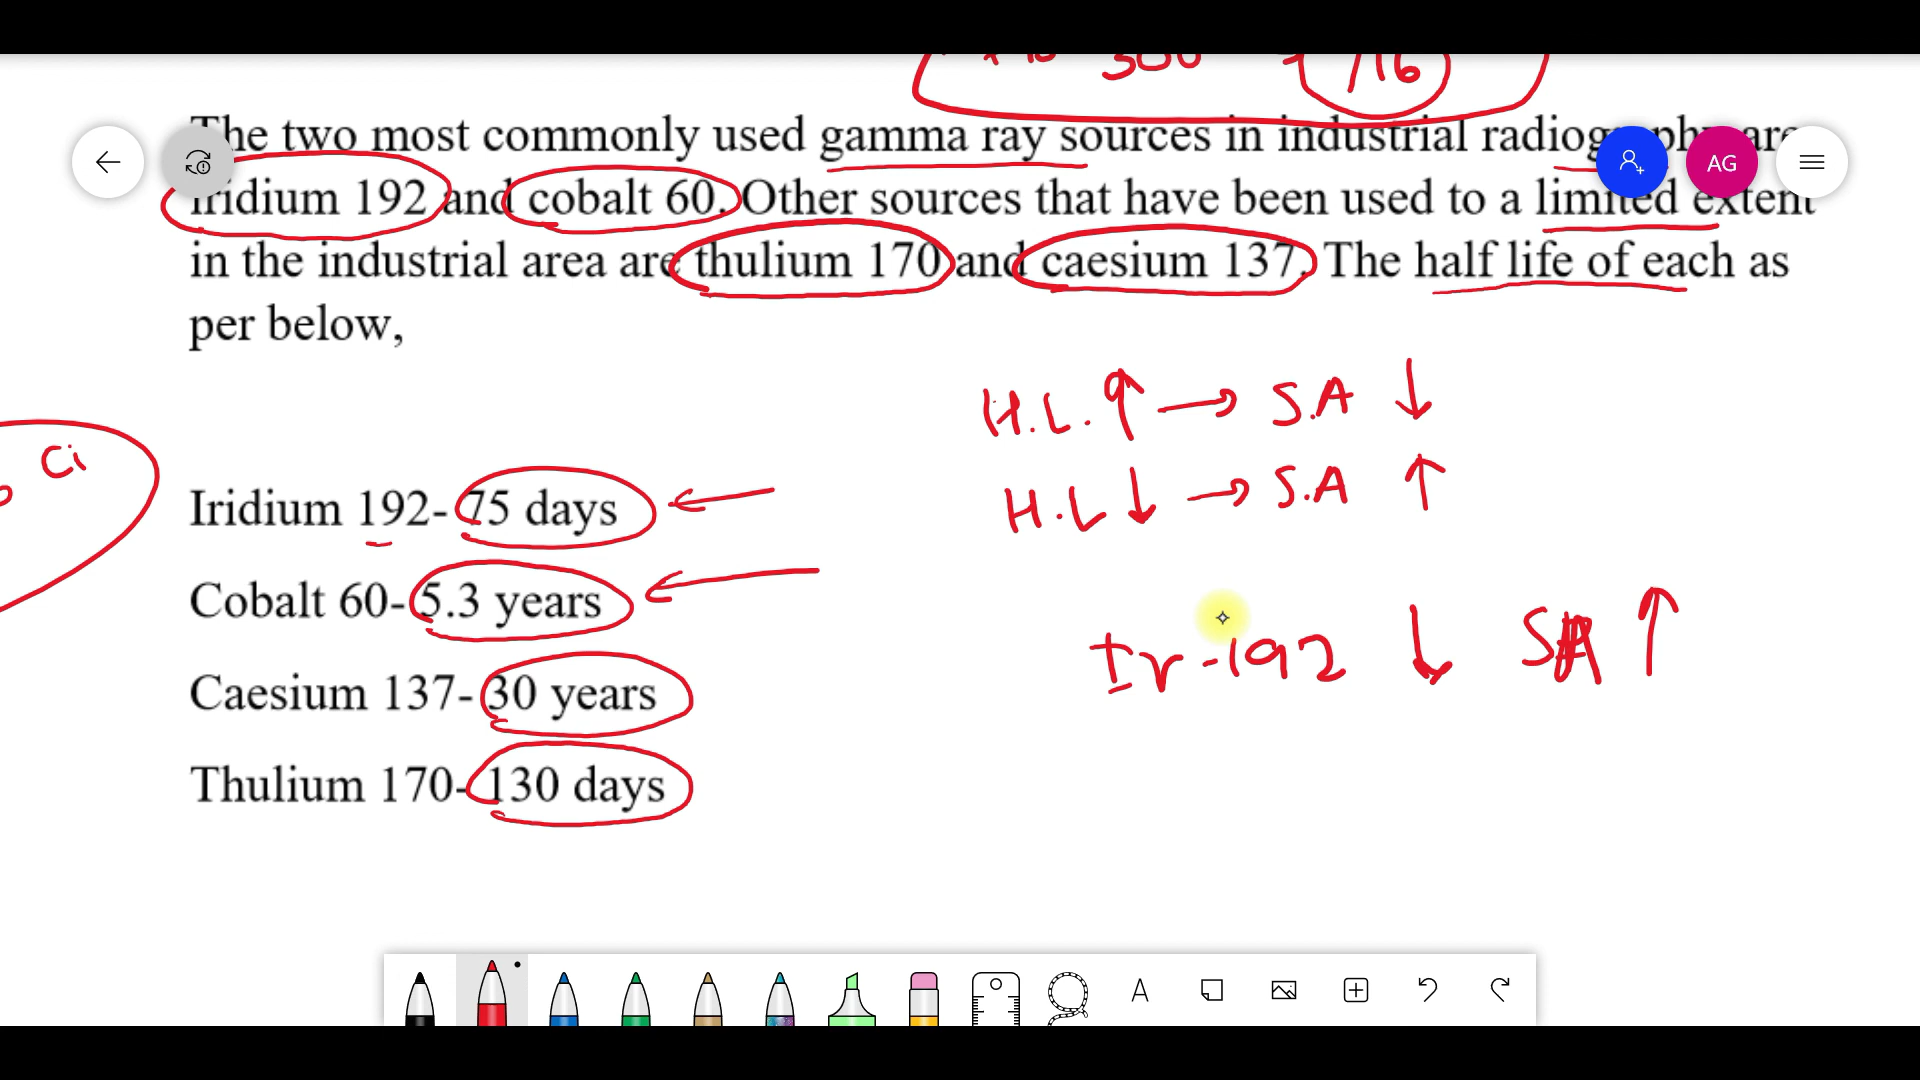 300 /16
The two most commonly used gamma ray sources in industrial radiography are
iridium 192 and cobalt 60. Other sources that have been used to a limited extent
in the industrial area are thulium 170 and caesium 137. The half life of each as
per below,
AG
H.L. ↑ → S.A ↓
Ci
H.L ↓ → S.A ↑
Iridium 192- 75 days
Cobalt 60- 5.3 years
Ir-192 ↓ SA ↑
Caesium 137- 30 years
Thulium 170- 130 days
A